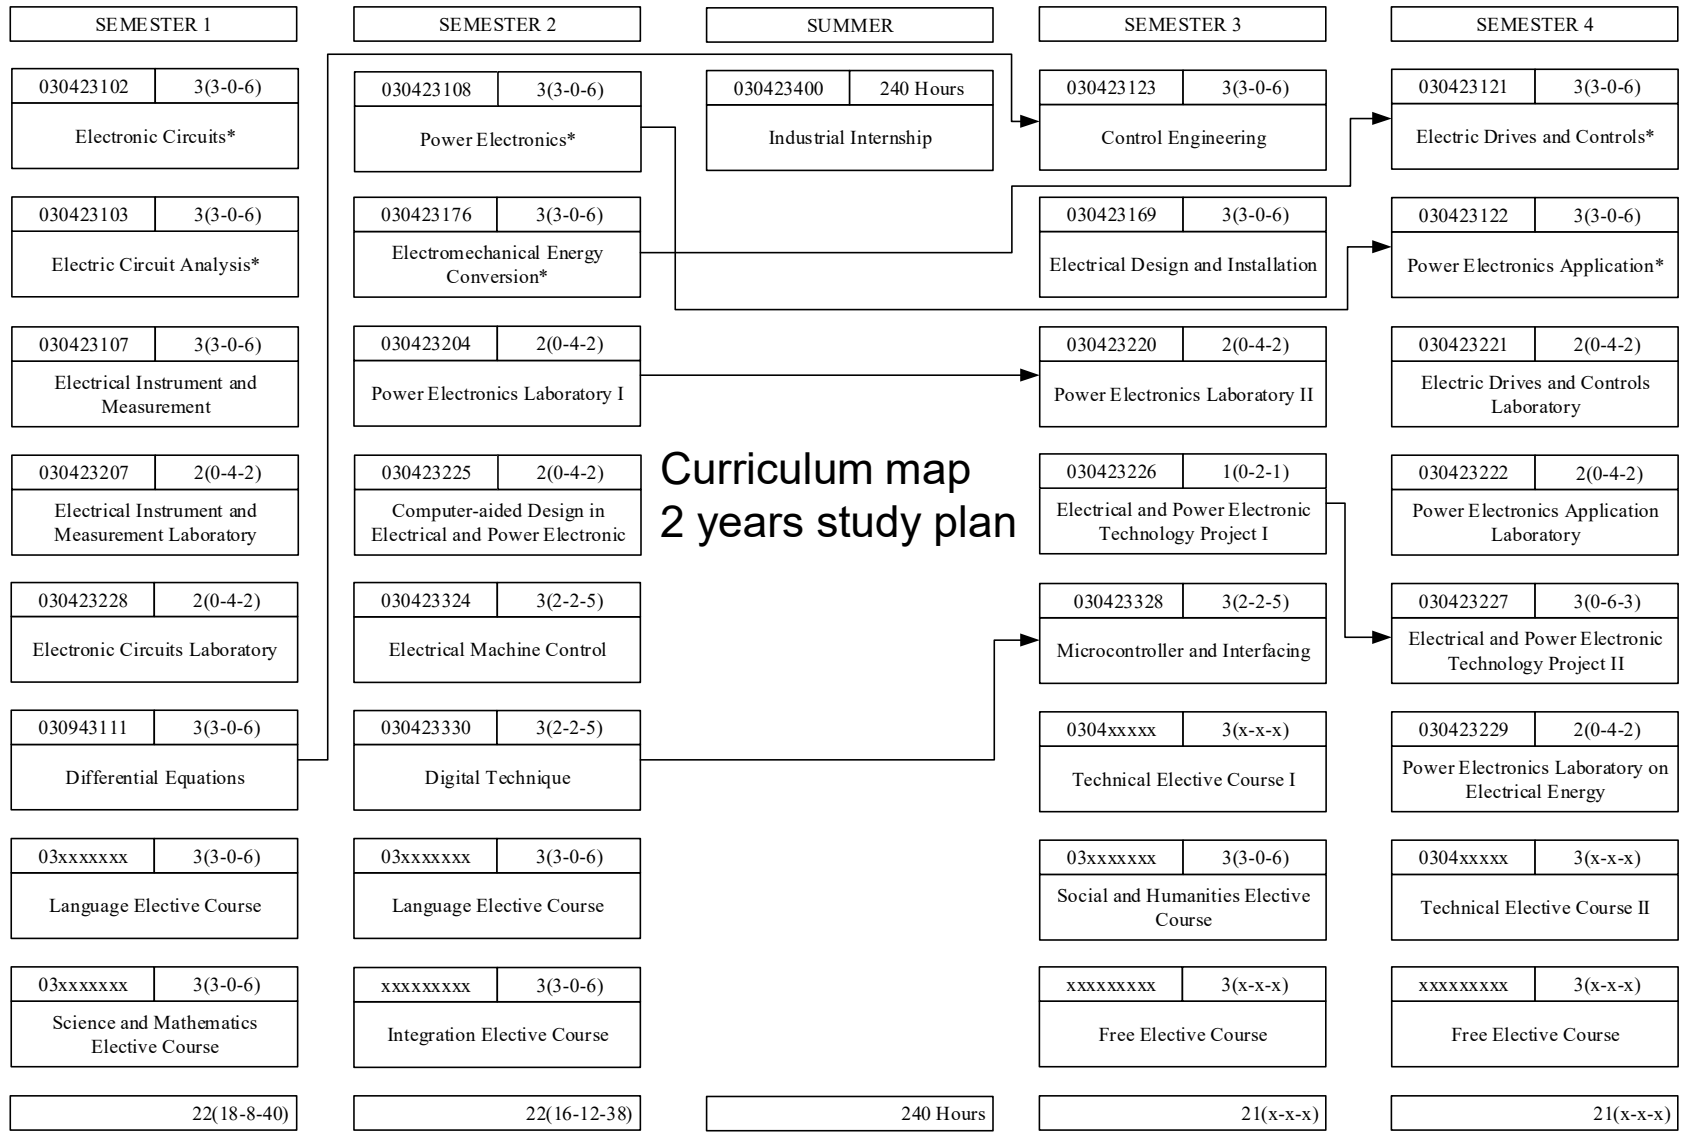 SEMESTER 1
030423102 3(3-0-6)
Electronic Circuits*
030423103 3(3-0-6)
Electric Circuit Analysis*
030423107 3(3-0-6)
Electrical Instrument and
Measurement
030423207 2(0-4-2)
Electrical Instrument and
Measurement Laboratory
030423228 2(0-4-2)
Electronic Circuits Laboratory
030943111 3(3-0-6)
Differential Equations
03xxxxxxx 3(3-0-6)
Language Elective Course
03xxxxxxx 3(3-0-6)
Science and Mathematics
Elective Course
22(18-8-40)
SEMESTER 2
030423108 3(3-0-6)
Power Electronics*
030423176 3(3-0-6)
Electromechanical Energy
Conversion*
030423204 2(0-4-2)
Power Electronics Laboratory I
030423225 2(0-4-2)
Computer-aided Design in
Electrical and Power Electronic
030423324 3(2-2-5)
Electrical Machine Control
030423330 3(2-2-5)
Digital Technique
03xxxxxxx 3(3-0-6)
Language Elective Course
xxxxxxxxx 3(3-0-6)
Integration Elective Course
22(16-12-38)
SUMMER
030423400 240 Hours
Industrial Internship
Curriculum map
2 years study plan
240 Hours
SEMESTER 3
030423123 3(3-0-6)
Control Engineering
030423169 3(3-0-6)
Electrical Design and Installation
030423220 2(0-4-2)
Power Electronics Laboratory II
030423226 1(0-2-1)
Electrical and Power Electronic
Technology Project I
030423328 3(2-2-5)
Microcontroller and Interfacing
0304xxxxx 3(x-x-x)
Technical Elective Course I
03xxxxxxx 3(3-0-6)
Social and Humanities Elective
Course
xxxxxxxxx 3(x-x-x)
Free Elective Course
21(x-x-x)
SEMESTER 4
030423121 3(3-0-6)
Electric Drives and Controls*
030423122 3(3-0-6)
Power Electronics Application*
030423221 2(0-4-2)
Electric Drives and Controls
Laboratory
030423222 2(0-4-2)
Power Electronics Application
Laboratory
030423227 3(0-6-3)
Electrical and Power Electronic
Technology Project II
030423229 2(0-4-2)
Power Electronics Laboratory on
Electrical Energy
0304xxxxx 3(x-x-x)
Technical Elective Course II
xxxxxxxxx 3(x-x-x)
Free Elective Course
21(x-x-x)